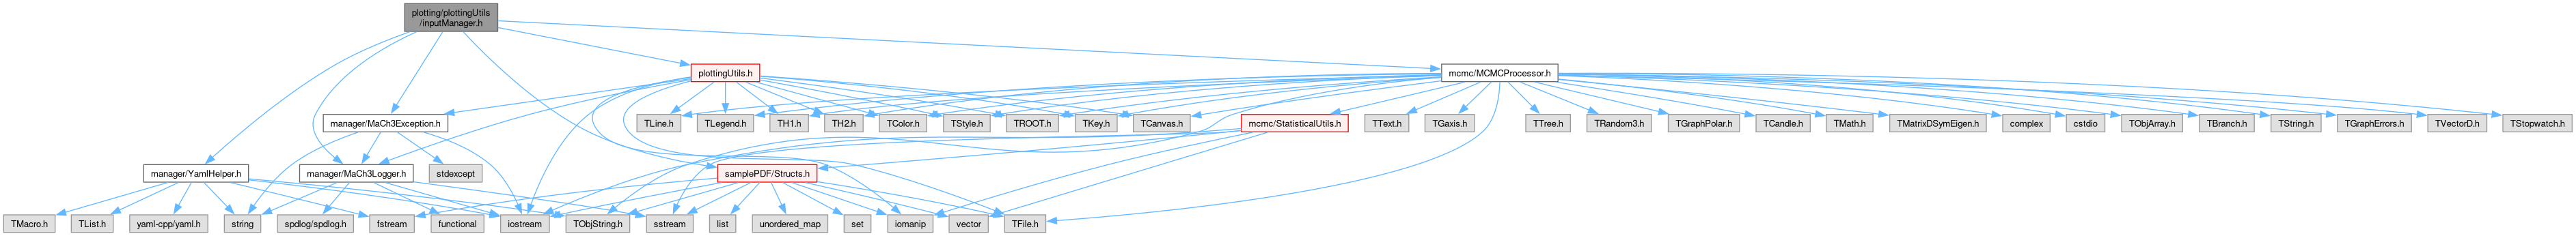 plotting/plottingUtils
/inputManager.h
plottingUtils.h
mcmc/MCMCProcessor.h
manager/MaCh3Exception.h
TLine.h
TLegend.h
TH1.h
TH2.h
TColor.h
TStyle.h
TROOT.h
TKey.h
TCanvas.h
mcmc/StatisticalUtils.h
TText.h
TGaxis.h
TTree.h
TRandom3.h
TGraphPolar.h
TCandle.h
TMath.h
TMatrixDSymEigen.h
complex
cstdio
TObjArray.h
TBranch.h
TString.h
TGraphErrors.h
TVectorD.h
TStopwatch.h
manager/YamlHelper.h
manager/MaCh3Logger.h
stdexcept
samplePDF/Structs.h
TMacro.h
TList.h
yaml-cpp/yaml.h
string
spdlog/spdlog.h
fstream
functional
iostream
TObjString.h
sstream
list
unordered_map
set
iomanip
vector
TFile.h